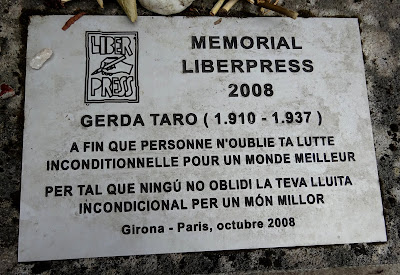 LIBER
PRESS
MEMORIAL
LIBERPRESS
2008
GERDA TARO ( 1.910 - 1.937 )
A FIN QUE PERSONNE N'OUBLIE TA LUTTE
INCONDITIONNELLE POUR UN MONDE MEILLEUR
PER TAL QUE NINGÚ NO OBLIDI LA TEVA LLUITA
INCONDICIONAL PER UN MÓN MILLOR
Girona - Paris, octubre 2008